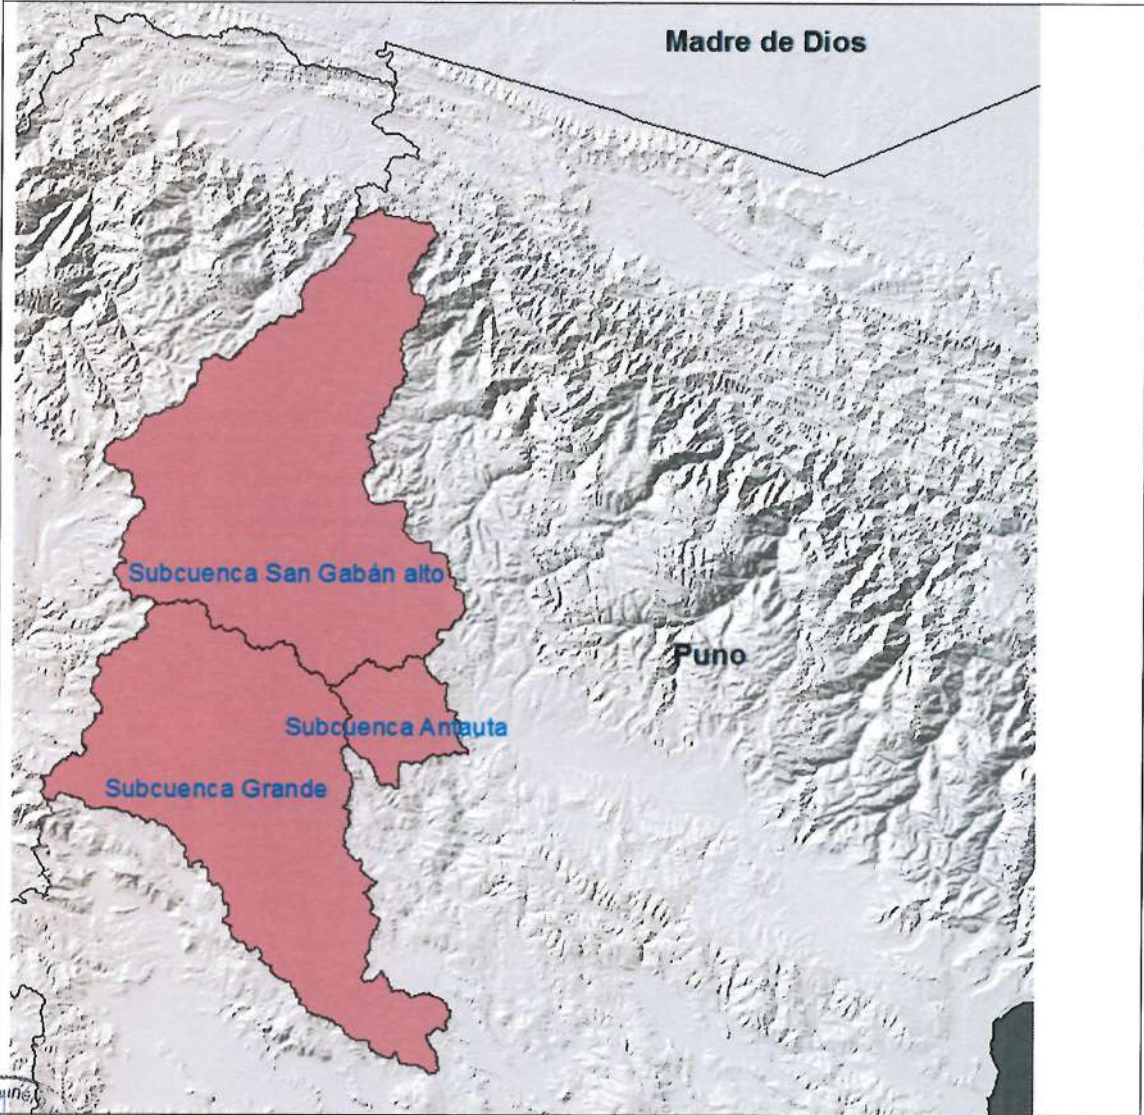 Madre de Dios
Subcuenca San Gabán alto
Puno
Subcuenca Antauta
Subcuenca Grande